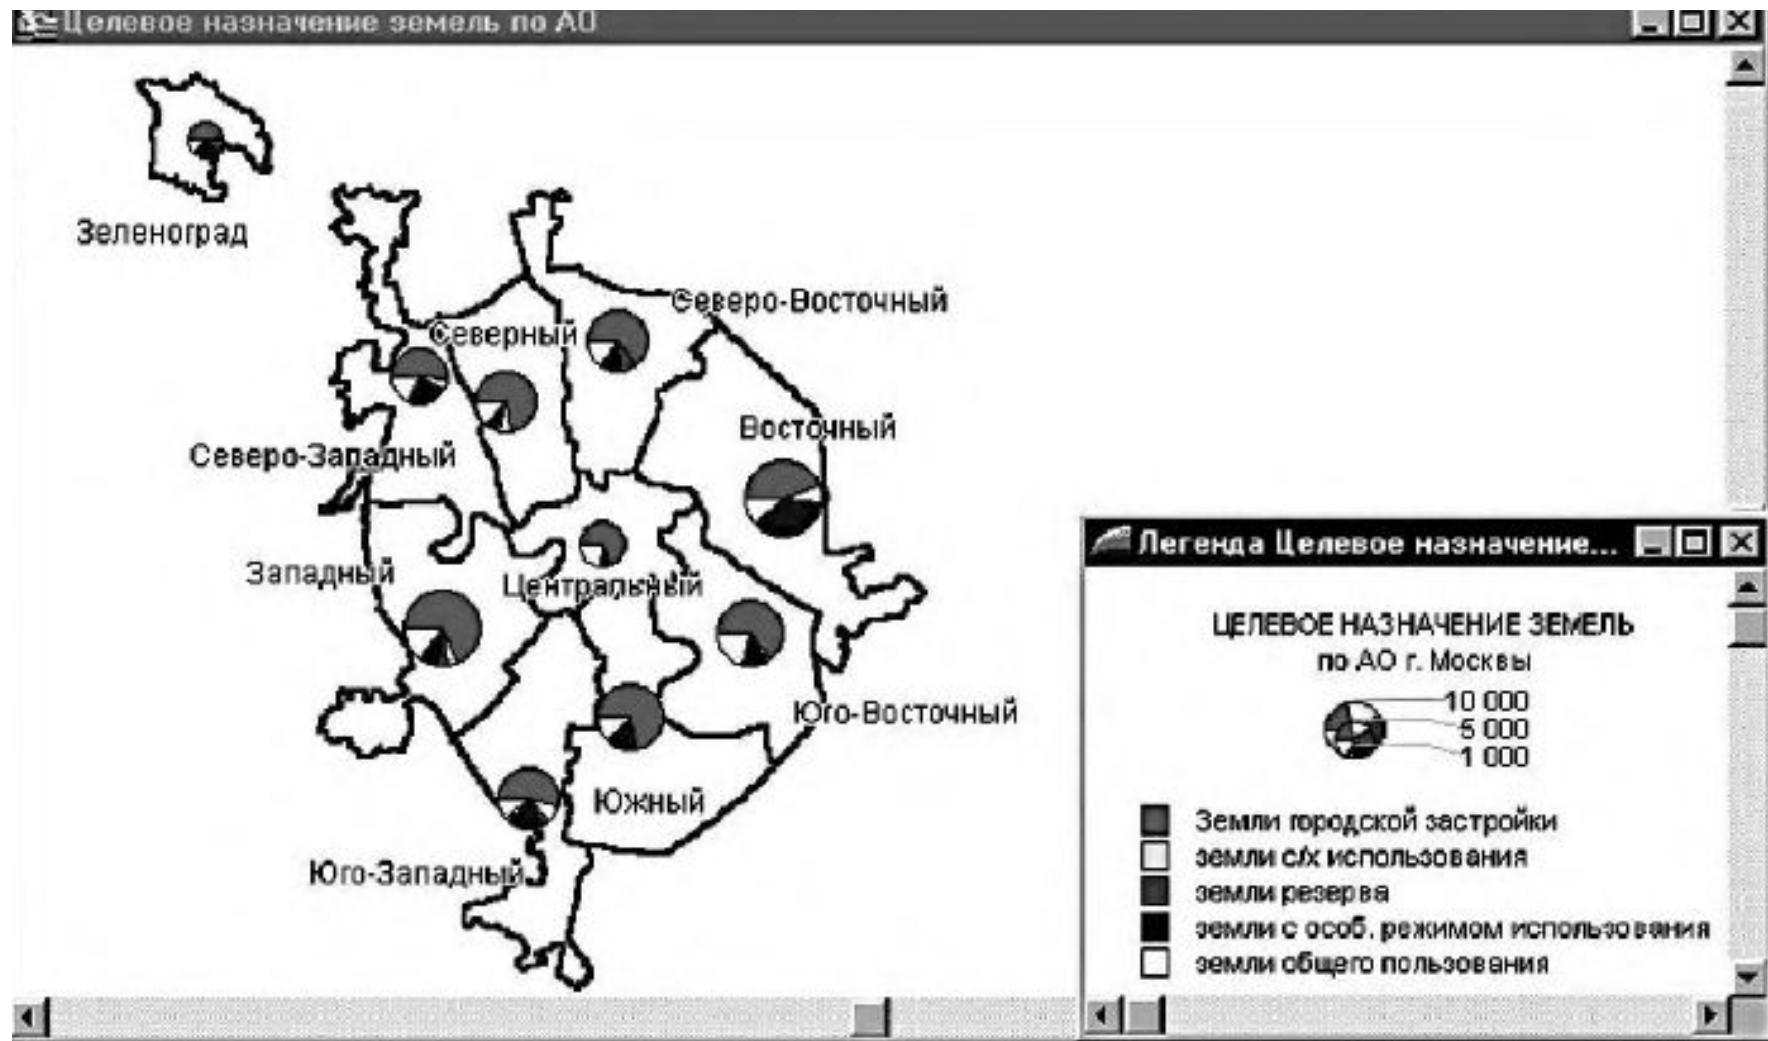 Целевое назначение земель по АО
Зеленоград
Северо-Восточный
Северный
Восточный
Северо-Западный
Западный
Центральный
Юго-Восточный
Южный
Юго-Западный
Легенда Целевое назначение...
ЦЕЛЕВОЕ НАЗНАЧЕНИЕ ЗЕМЕЛЬ
по АО г. Москвы
10 000
5 000
1 000
Земли городской застройки
земли с/х использования
земли резерва
земли с особ. режимом использования
земли общего пользования